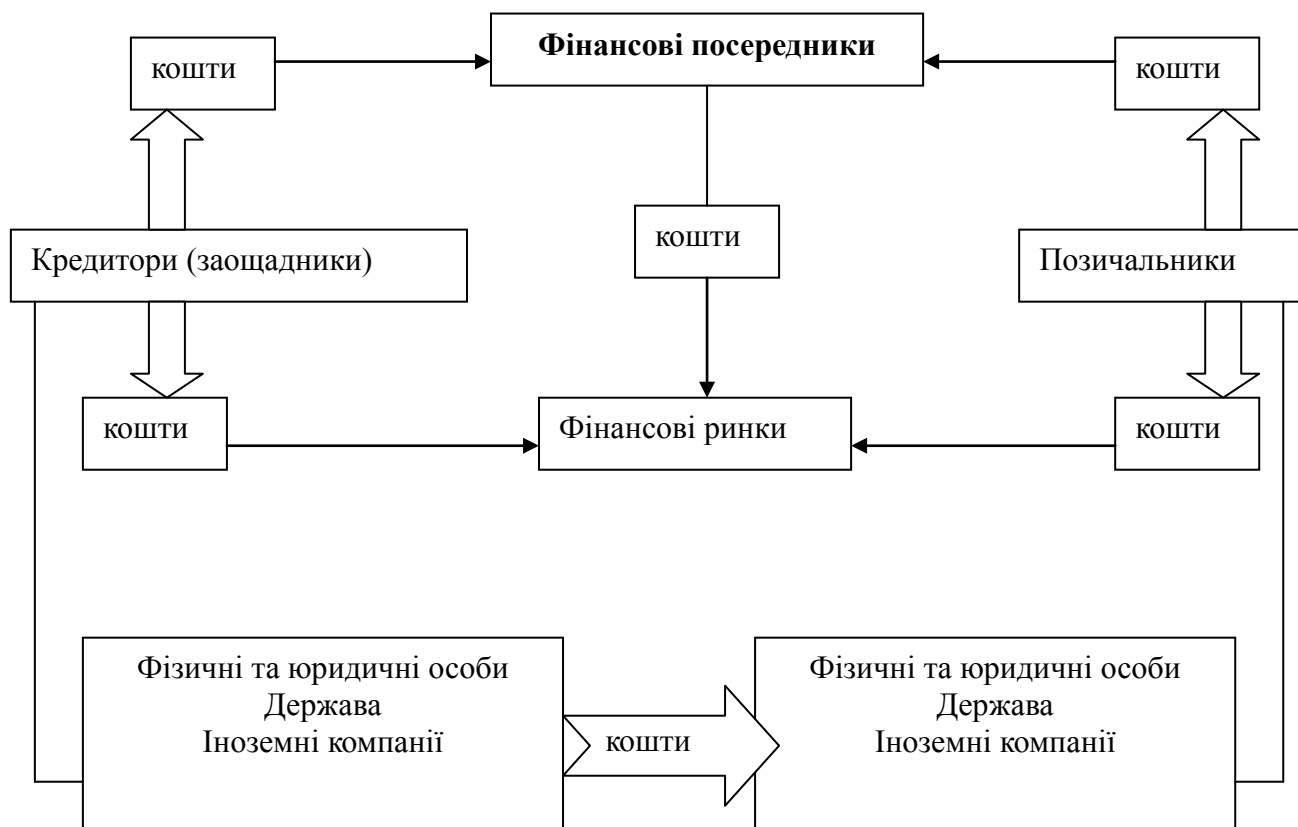 Фінансові посередники
кошти
кошти
кошти
Кредитори (заощадники)
Позичальники
кошти
Фінансові ринки
кошти
Фізичні та юридичні особи
Держава
Іноземні компанії
кошти
Фізичні та юридичні особи
Держава
Іноземні компанії